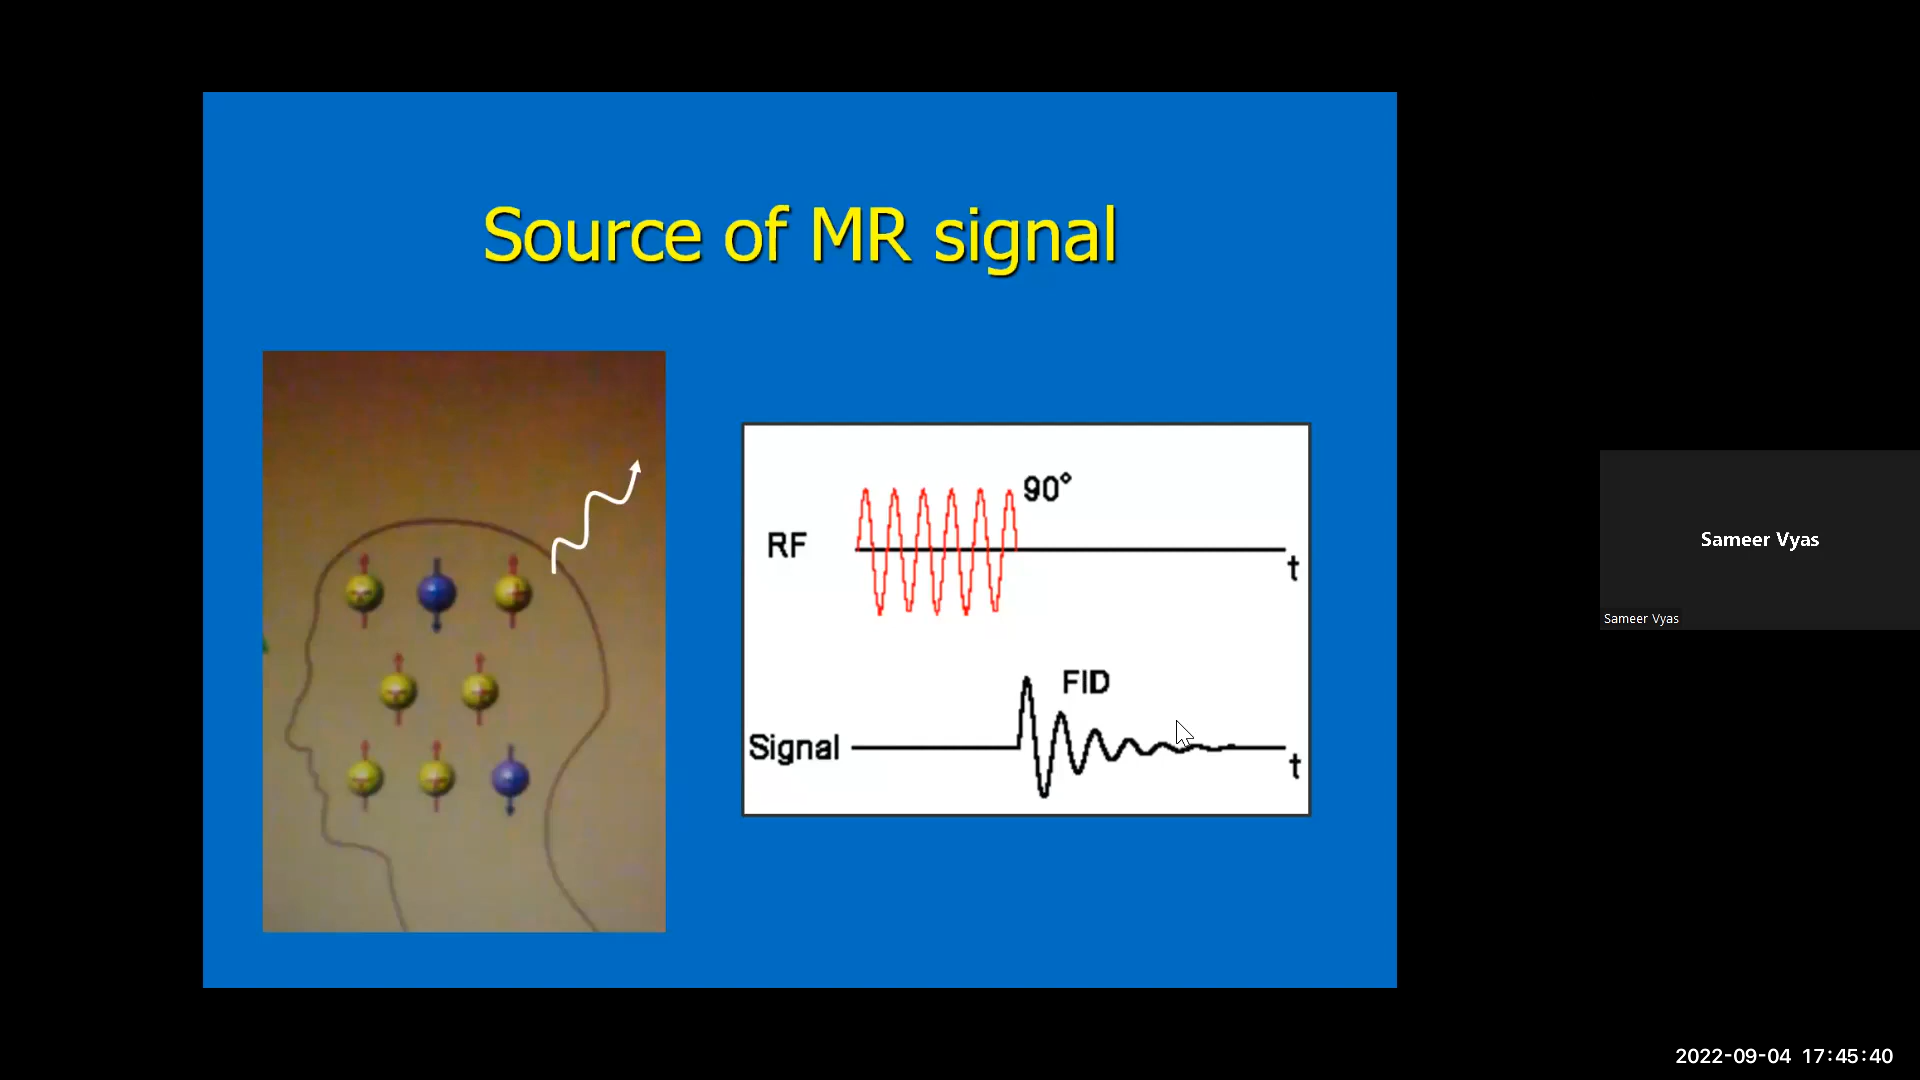 Source of MR signal
90°
RF
t
FID
Signal
t
Sameer Vyas
Sameer Vyas
2022-09-04 17:45:40